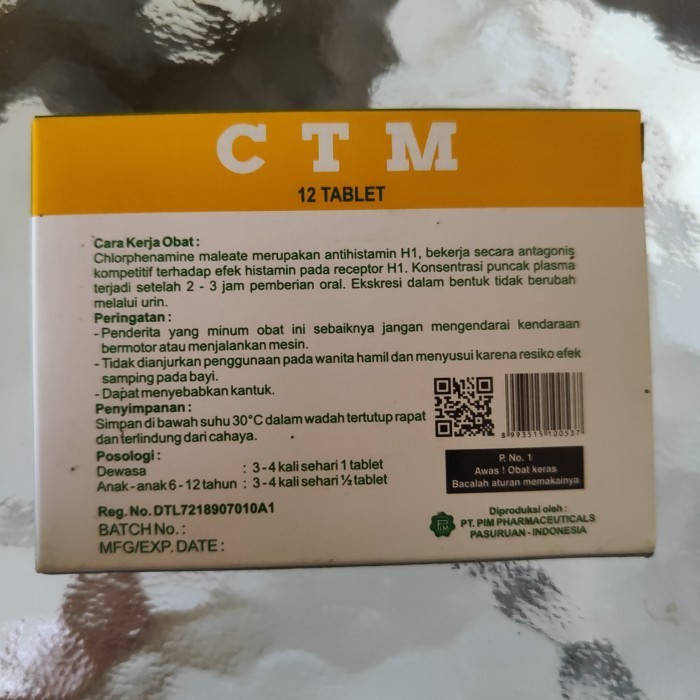 CTM
12 TABLET
Cara Kerja Obat :
Chlorphenamine maleate merupakan antihistamin H1, bekerja secara antagonis
kompetitif terhadap efek histamin pada receptor H1. Konsentrasi puncak plasma
terjadi setelah 2 - 3 jam pemberian oral. Ekskresi dalam bentuk tidak berubah
melalui urin.
Peringatan :
- Penderita yang minum obat ini sebaiknya jangan mengendarai kendaraan
bermotor atau menjalankan mesin.
- Tidak dianjurkan penggunaan pada wanita hamil dan menyusui karena resiko efek
samping pada bayi.
- Dapat menyebabkan kantuk.
Penyimpanan :
Simpan di bawah suhu 30°C dalam wadah tertutup rapat
dan terlindung dari cahaya.
Posologi :
Dewasa : 3 - 4 kali sehari 1 tablet
Anak - anak 6 - 12 tahun : 3 - 4 kali sehari ½ tablet
8 993515 100537
P. No. 1
Awas ! Obat keras
Bacalah aturan memakainya
Reg. No. DTL7218907010A1
BATCH No. :
MFG/EXP. DATE :
Diproduksi oleh :
PIM
PT. PIM PHARMACEUTICALS
PASURUAN - INDONESIA